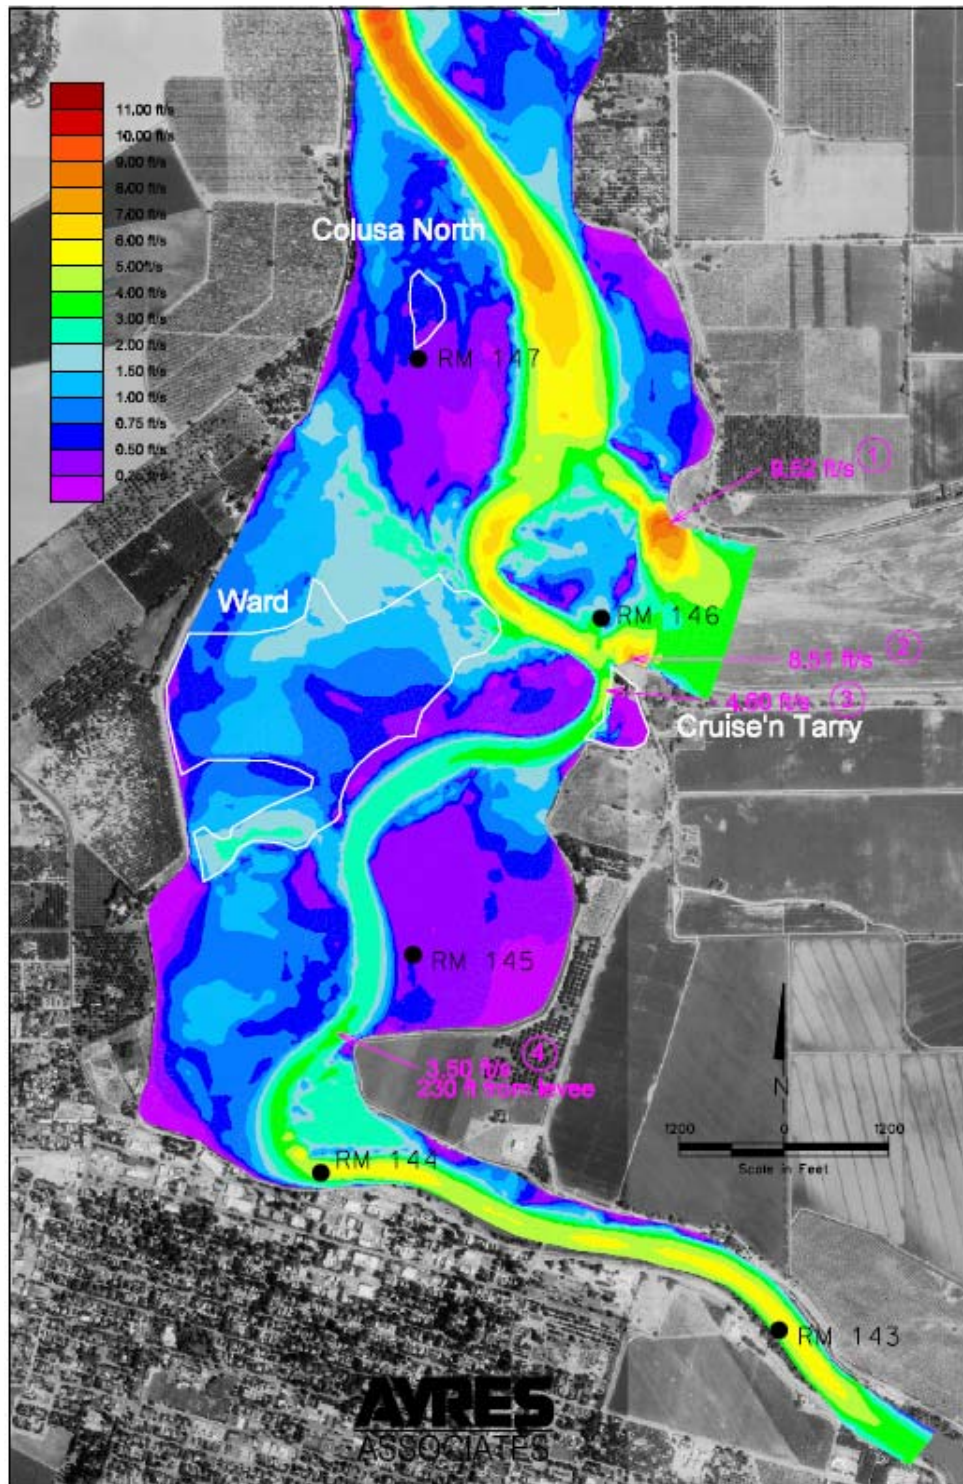 11.00 ft/s
10.00 ft/s
9.00 ft/s
8.00 ft/s
7.00 ft/s
6.00 ft/s
5.00ft/s
4.00 ft/s
3.00 ft/s
2.00 ft/s
1.50 ft/s
1.00 ft/s
0.75 ft/s
0.50 ft/s
0.25 ft/s
Colusa North
RM 147
ft/s 1
Ward
RM 146
8.51 ft/s 2
4.60 ft/s 3
Cruise'n Tarry
RM 145
3.50 ft/s 4
230 ft from levee
N
1200 0 1200
Scale in Feet
RM 144
RM 143
AYRES
ASSOCIATES